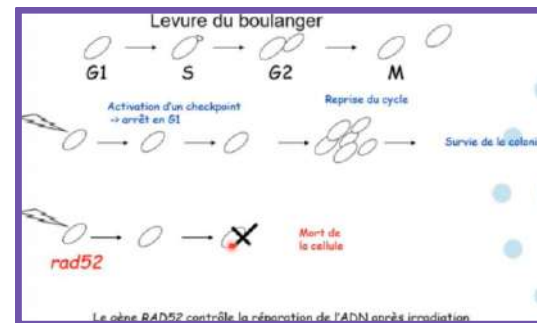 Levure du boulanger
G1 S G2 M
Activation d'un checkpoint
-> arrêt en G1
Reprise du cycle
Survie de la coloni
rad52
Mort de
la cellule
Le gène RAD52 contrôle la réparation de l'ADN après irradiation